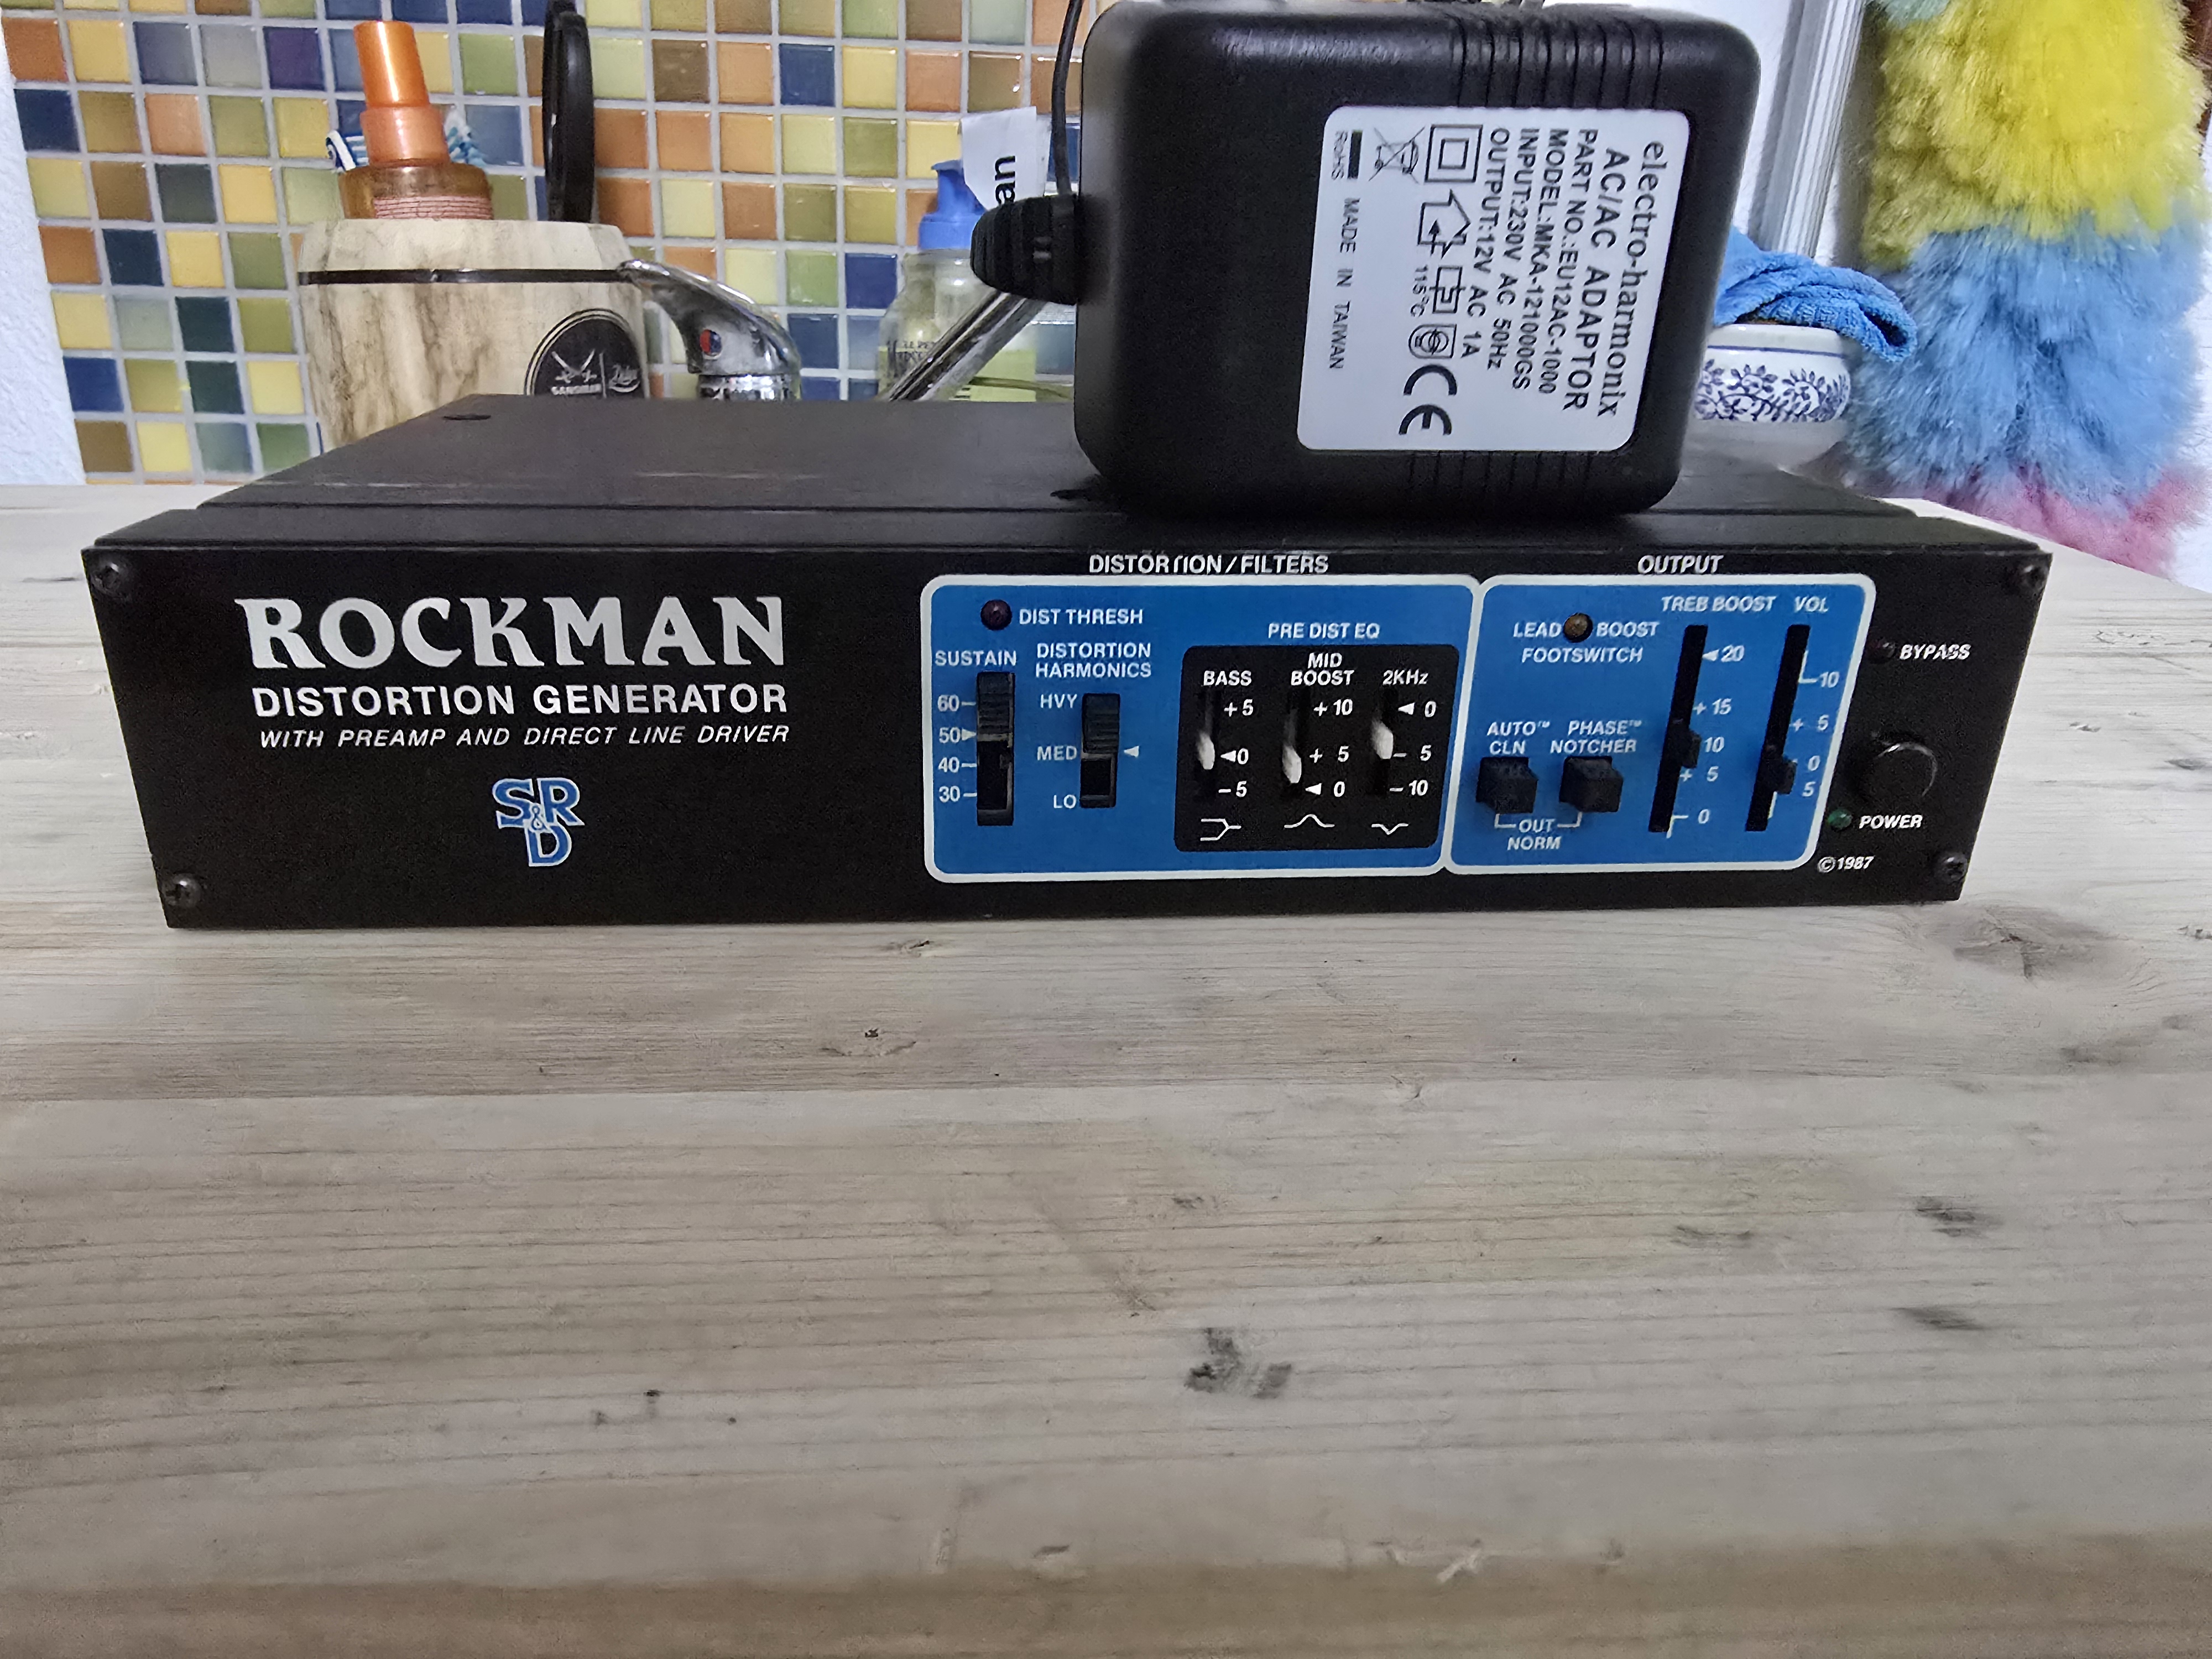 electro-harmonix
AC/AC ADAPTOR
PART NO.:EU12AC-1000
MODEL:MKA-121000GS
INPUT:230V AC 50Hz
OUTPUT:12V AC 1A
115°C
CE
RoHS MADE IN TAIWAN
SANSIBAR
ROCKMAN
DISTORTION GENERATOR
WITH PREAMP AND DIRECT LINE DRIVER
SR&D
DISTORTION / FILTERS
DIST THRESH
SUSTAIN
60
50
40
30
DISTORTION
HARMONICS
HVY
MED
LO
PRE DIST EQ
BASS
+5
0
-5
MID
BOOST
+10
+ 5
0
2KHz
0
- 5
-10
OUTPUT
LEAD BOOST
FOOTSWITCH
AUTO™
CLN
PHASE™
NOTCHER
OUT
NORM
TREB BOOST
20
+ 15
10
+ 5
0
VOL
10
+ 5
0
5
BYPASS
POWER
©1987